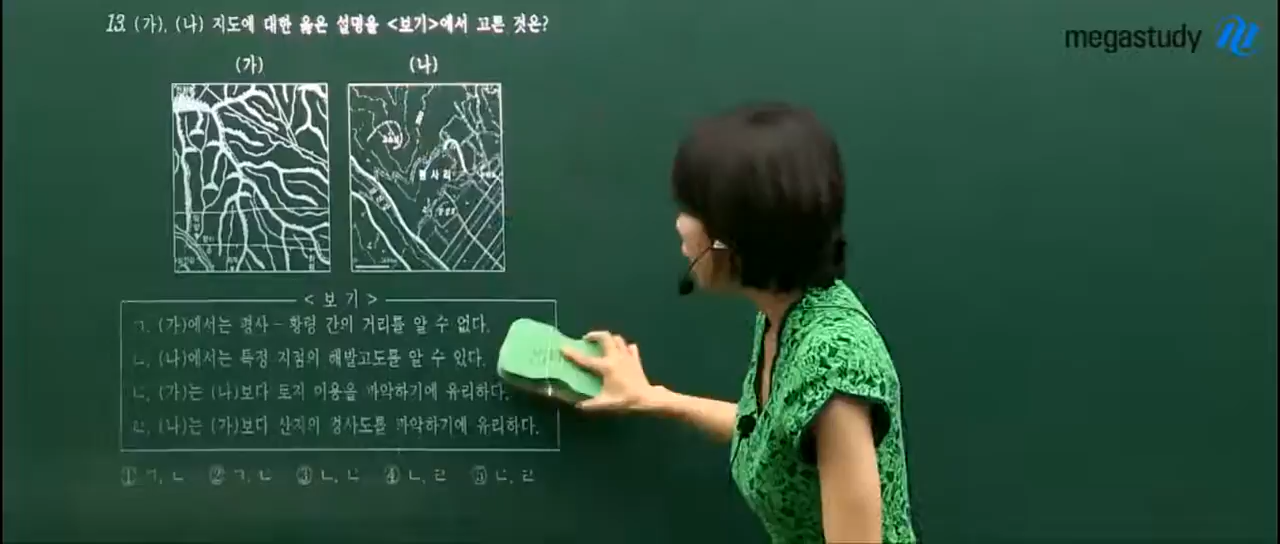 13. (가), (나) 지도에 대한 옳은 설명을 <보기>에서 고른 것은?
megastudy
(가)
(나)
현사리
<보 기>
ㄱ. (가)에서는 평사-황령 간의 거리를 알 수 없다.
ㄴ. (나)에서는 특정 지점의 해발고도를 알 수 있다.
ㄷ. (가)는 (나)보다 토지 이용을 파악하기에 유리하다.
ㄹ. (나)는 (가)보다 산지의 경사도를 파악하기에 유리하다.
① ㄱ, ㄴ ② ㄱ, ㄷ ③ ㄴ, ㄷ ④ ㄴ, ㄹ ⑤ ㄷ, ㄹ